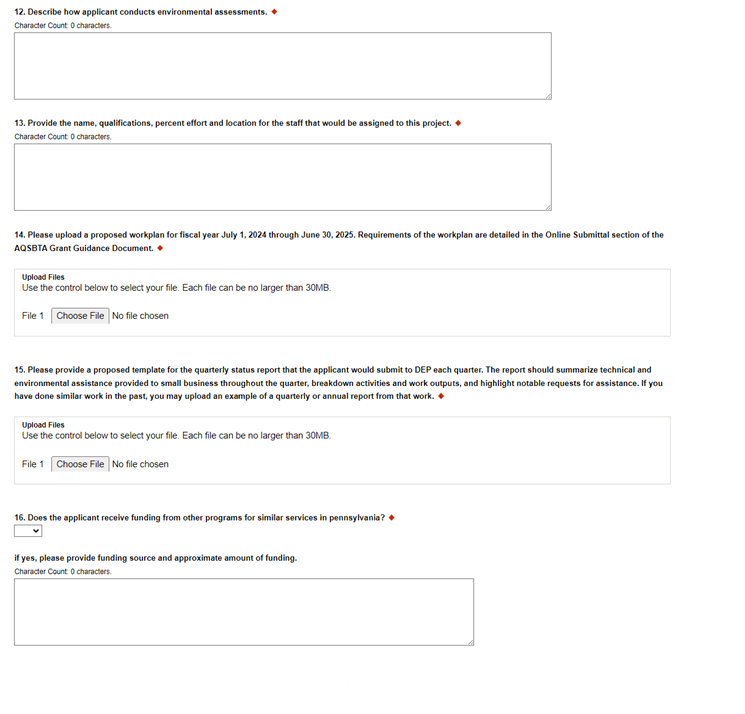 12. Describe how applicant conducts environmental assessments. ♦
Character Count: 0 characters.
13. Provide the name, qualifications, percent effort and location for the staff that would be assigned to this project. ♦
Character Count: 0 characters.
14. Please upload a proposed workplan for fiscal year July 1, 2024 through June 30, 2025. Requirements of the workplan are detailed in the Online Submittal section of the
AQSBTA Grant Guidance Document. ♦
Upload Files
Use the control below to select your file. Each file can be no larger than 30MB.
File 1 Choose File No file chosen
15. Please provide a proposed template for the quarterly status report that the applicant would submit to DEP each quarter. The report should summarize technical and
environmental assistance provided to small business throughout the quarter, breakdown activities and work outputs, and highlight notable requests for assistance. If you
have done similar work in the past, you may upload an example of a quarterly or annual report from that work. ♦
Upload Files
Use the control below to select your file. Each file can be no larger than 30MB.
File 1 Choose File No file chosen
16. Does the applicant receive funding from other programs for similar services in pennsylvania? ♦
if yes, please provide funding source and approximate amount of funding.
Character Count: 0 characters.